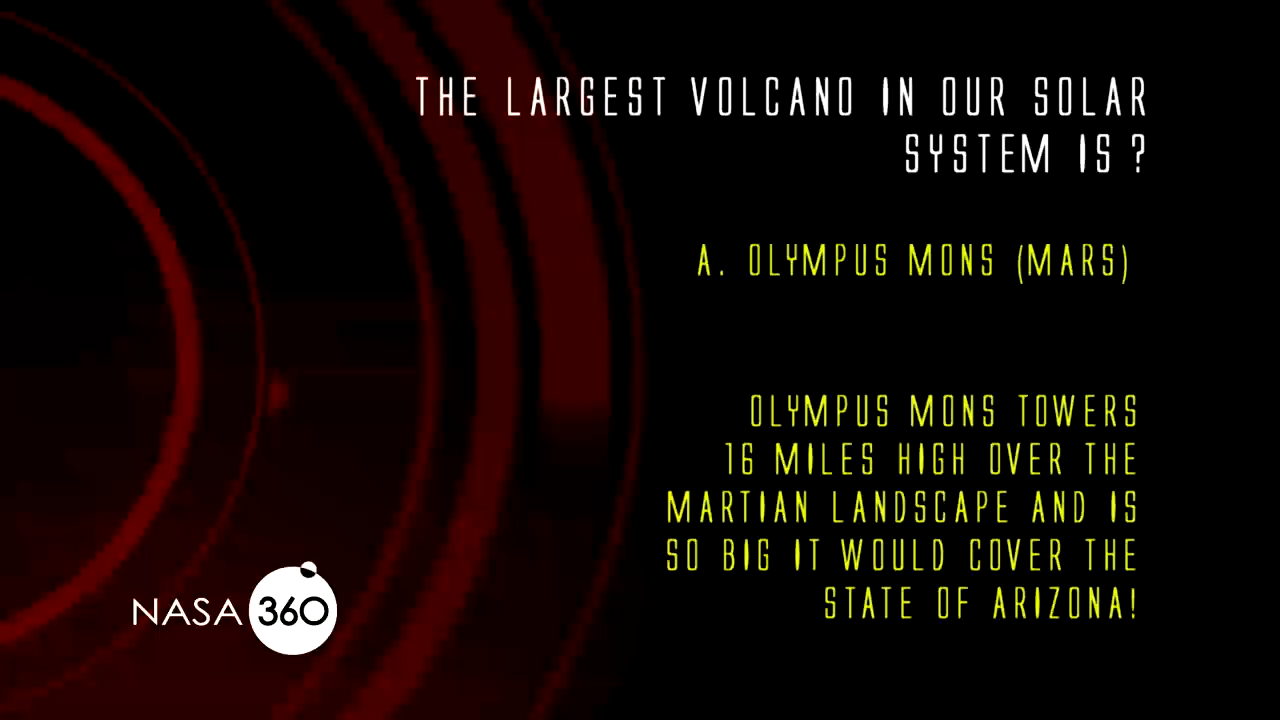 THE LARGEST VOLCANO IN OUR SOLAR
SYSTEM IS ?
A. OLYMPUS MONS (MARS)
OLYMPUS MONS TOWERS
16 MILES HIGH OVER THE
MARTIAN LANDSCAPE AND IS
SO BIG IT WOULD COVER THE
STATE OF ARIZONA!
NASA 360